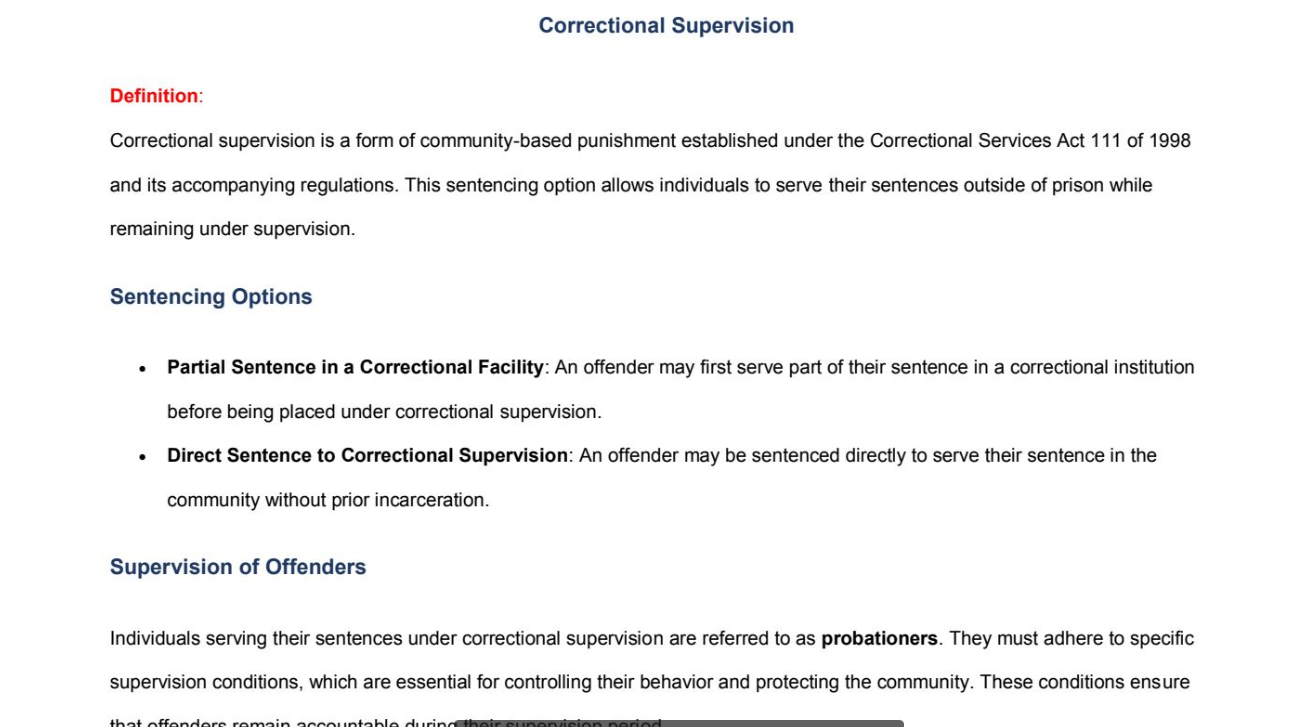 Correctional Supervision
Definition:
Correctional supervision is a form of community-based punishment established under the Correctional Services Act 111 of 1998
and its accompanying regulations. This sentencing option allows individuals to serve their sentences outside of prison while
remaining under supervision.
Sentencing Options
• Partial Sentence in a Correctional Facility: An offender may first serve part of their sentence in a correctional institution
before being placed under correctional supervision.
• Direct Sentence to Correctional Supervision: An offender may be sentenced directly to serve their sentence in the
community without prior incarceration.
Supervision of Offenders
Individuals serving their sentences under correctional supervision are referred to as probationers. They must adhere to specific
supervision conditions, which are essential for controlling their behavior and protecting the community. These conditions ensure
that offenders remain accountable during their supervision period.